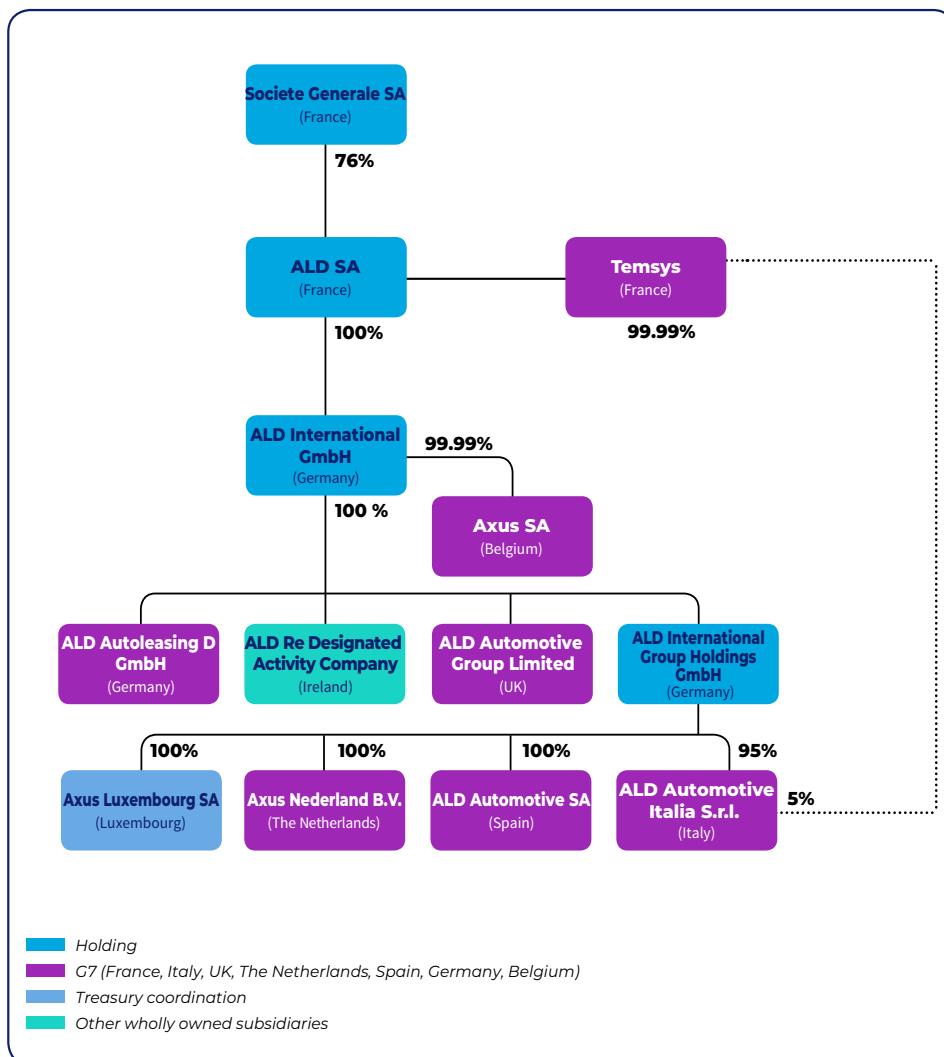 Societe Generale SA
(France)
76%
ALD SA
(France)
Temsys
(France)
100%
99.99%
ALD International
GmbH
(Germany)
99.99%
100 %
Axus SA
(Belgium)
ALD Autoleasing D
GmbH
(Germany)
ALD Re Designated
Activity Company
(Ireland)
ALD Automotive
Group Limited
(UK)
ALD International
Group Holdings
GmbH
(Germany)
100%
100%
100%
95%
Axus Luxembourg SA
(Luxembourg)
Axus Nederland B.V.
(The Netherlands)
ALD Automotive SA
(Spain)
ALD Automotive
Italia S.r.l.
(Italy)
5%
Holding
G7 (France, Italy, UK, The Netherlands, Spain, Germany, Belgium)
Treasury coordination
Other wholly owned subsidiaries